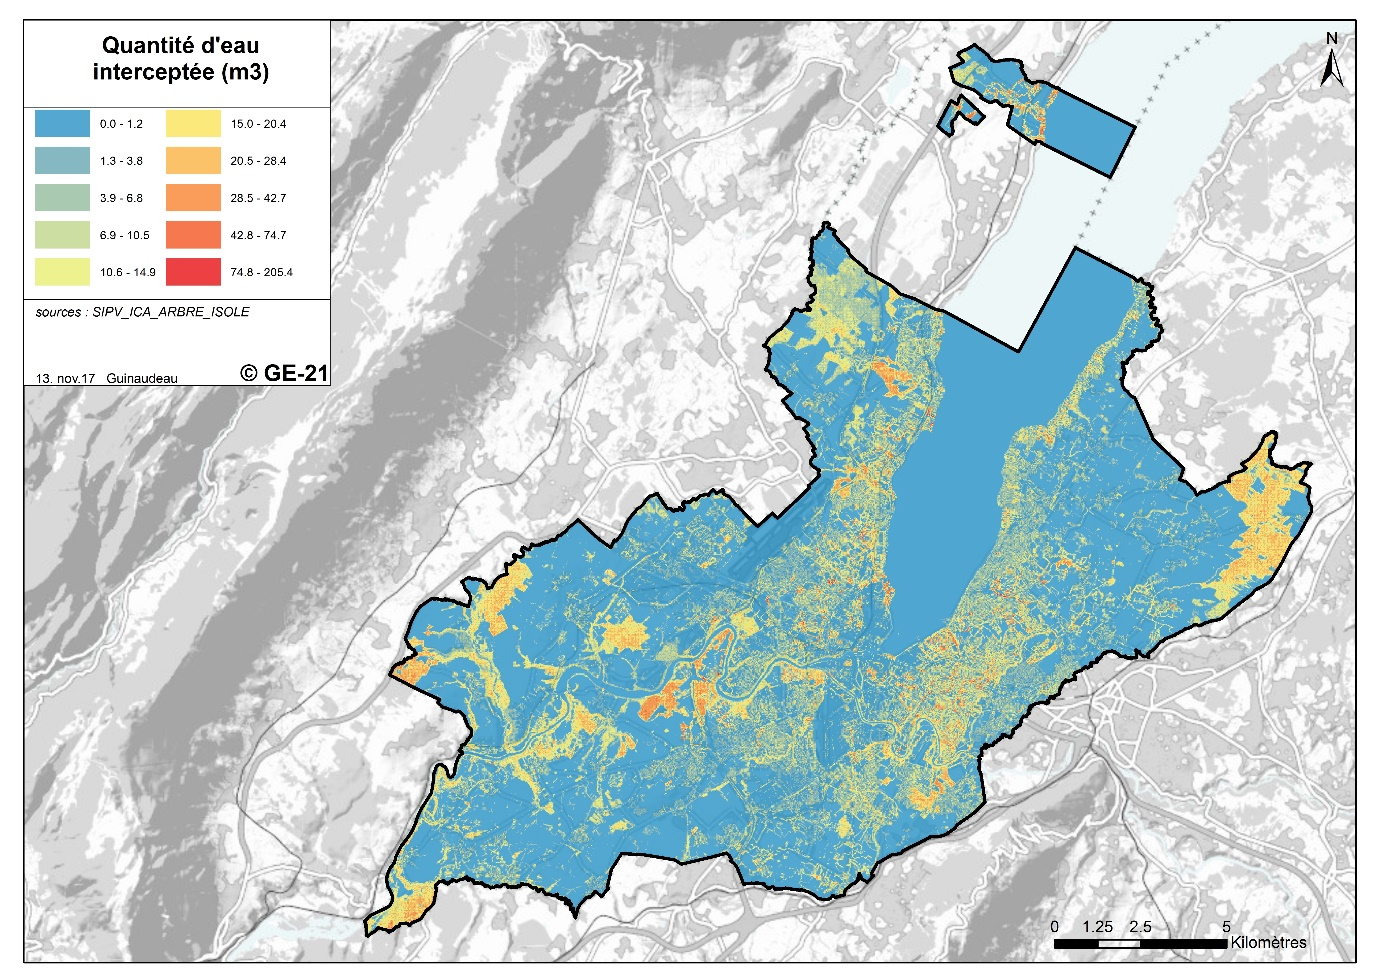 Quantité d'eau
interceptée (m3)
0.0 - 1.2
15.0 - 20.4
1.3 - 3.8
20.5 - 28.4
3.9 - 6.8
28.5 - 42.7
6.9 - 10.5
42.8 - 74.7
10.6 - 14.9
74.8 - 205.4
sources : SIPV_ICA_ARBRE_ISOLE
13. nov.17 Guinaudeau
© GE-21
N
0 1.25 2.5 5
Kilomètres